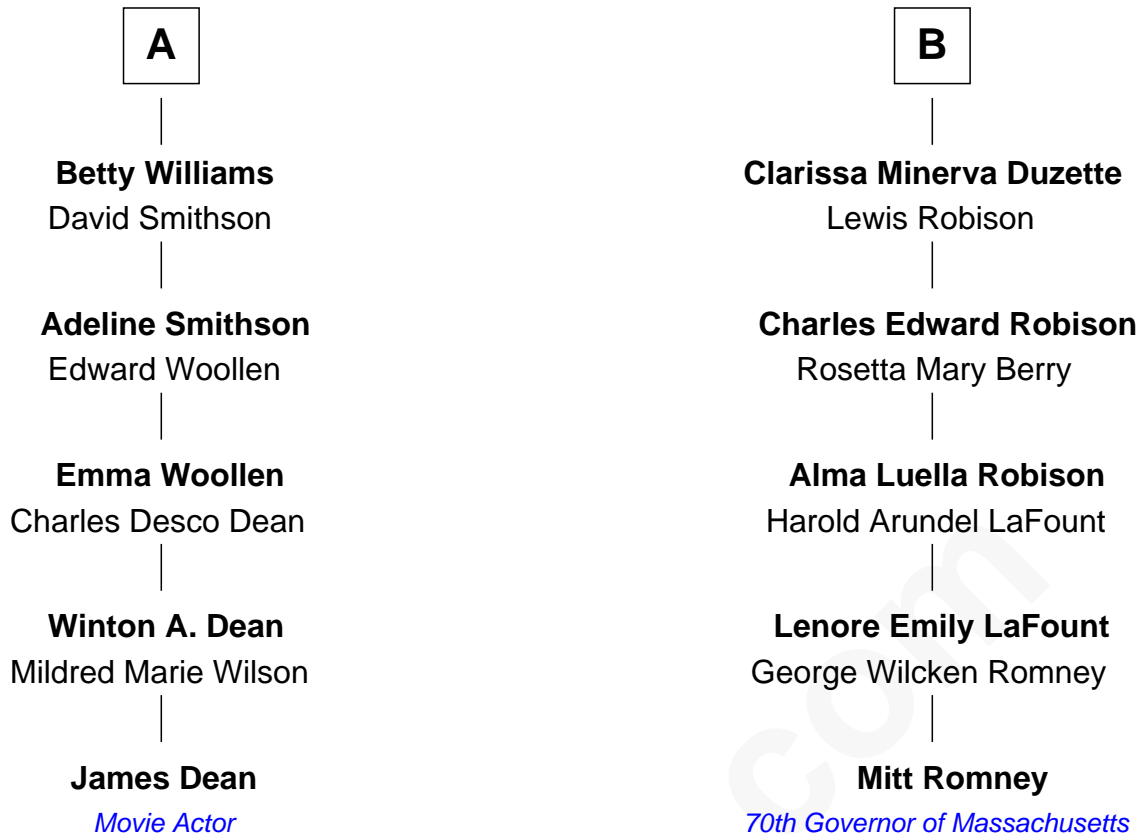 A
Betty Williams
David Smithson
Adeline Smithson
Edward Woollen
Emma Woollen
Charles Desco Dean
Winton A. Dean
Mildred Marie Wilson
James Dean
Movie Actor
B
Clarissa Minerva Duzette
Lewis Robison
Charles Edward Robison
Rosetta Mary Berry
Alma Luella Robison
Harold Arundel LaFount
Lenore Emily LaFount
George Wilcken Romney
Mitt Romney
70th Governor of Massachusetts
com